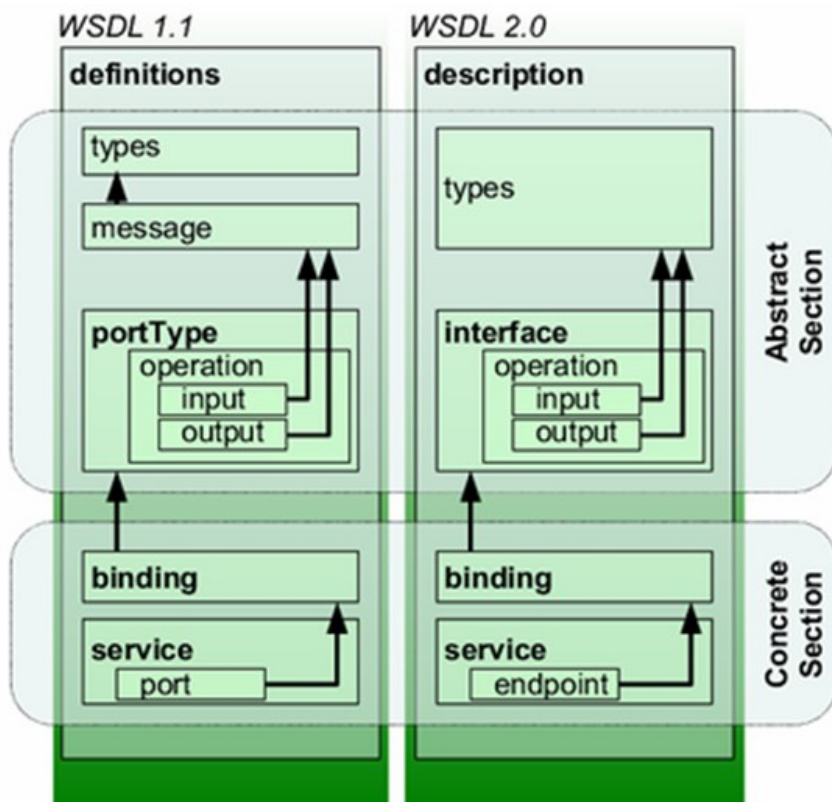 WSDL 1.1
definitions
types
message
portType
operation
input
output
binding
service
port
WSDL 2.0
description
types
interface
operation
input
output
binding
service
endpoint
Abstract
Section
Concrete
Section